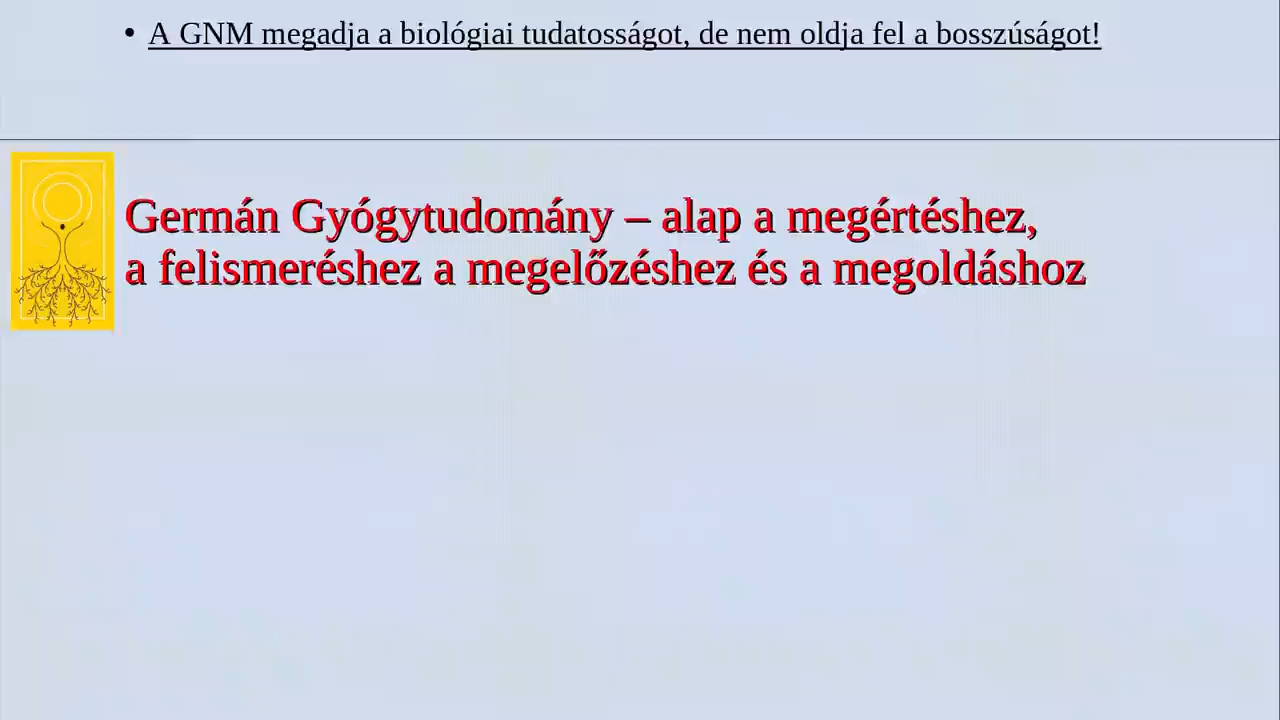 • A GNM megadja a biológiai tudatosságot, de nem oldja fel a bosszúságot!
Germán Gyógytudomány – alap a megértéshez,
a felismeréshez a megelőzéshez és a megoldáshoz